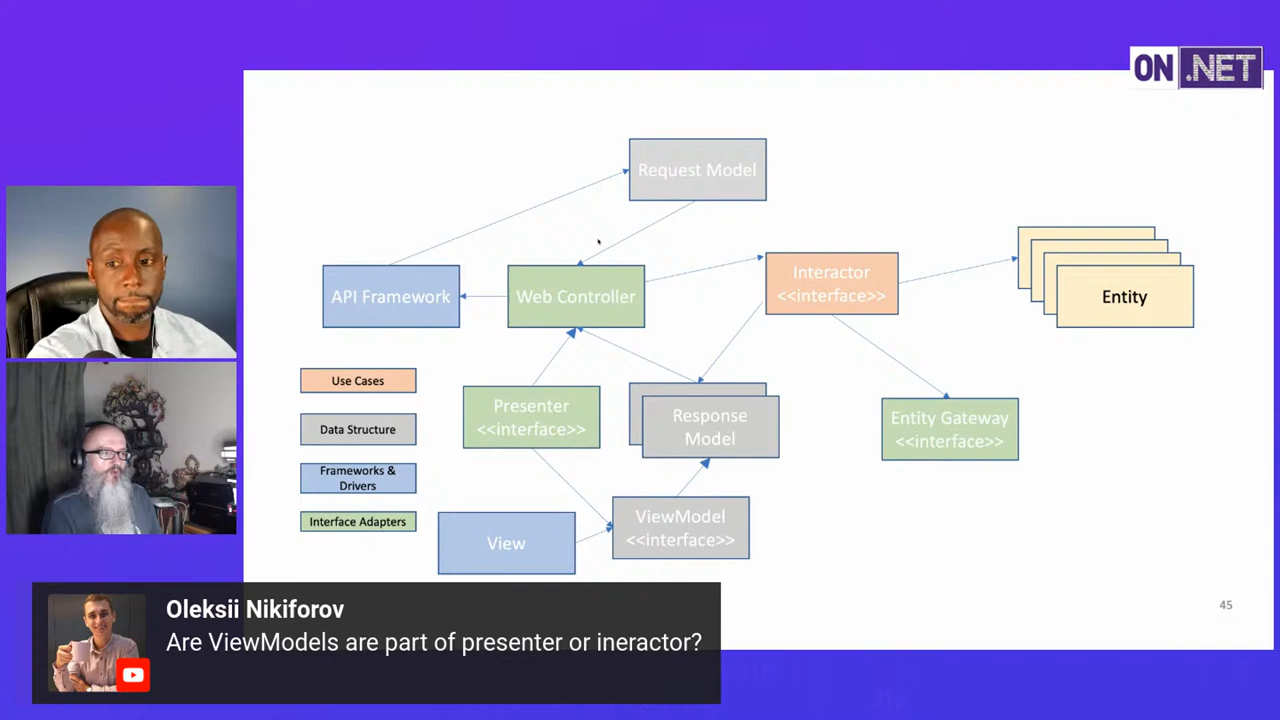 ON .NET
Request Model
API Framework
Web Controller
Interactor
<<interface>>
Entity
Use Cases
Data Structure
Frameworks &
Drivers
Interface Adapters
Presenter
<<interface>>
Response
Model
Entity Gateway
<<interface>>
View
ViewModel
<<interface>>
45
Oleksii Nikiforov
Are ViewModels are part of presenter or ineractor?